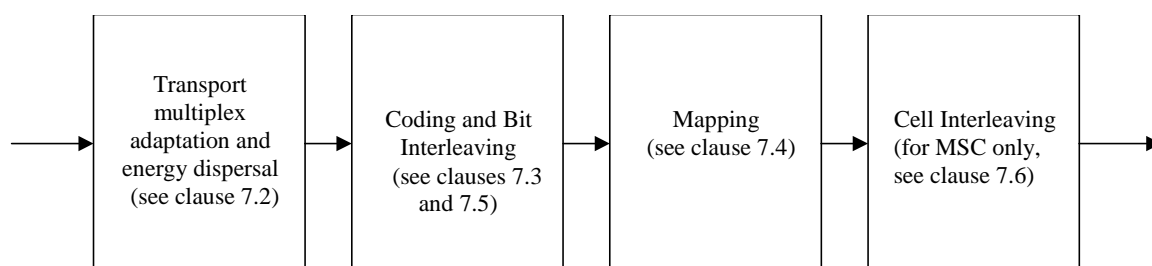 Transport
multiplex
adaptation and
energy dispersal
(see clause 7.2)
Coding and Bit
Interleaving
(see clauses 7.3
and 7.5)
Mapping
(see clause 7.4)
Cell Interleaving
(for MSC only,
see clause 7.6)